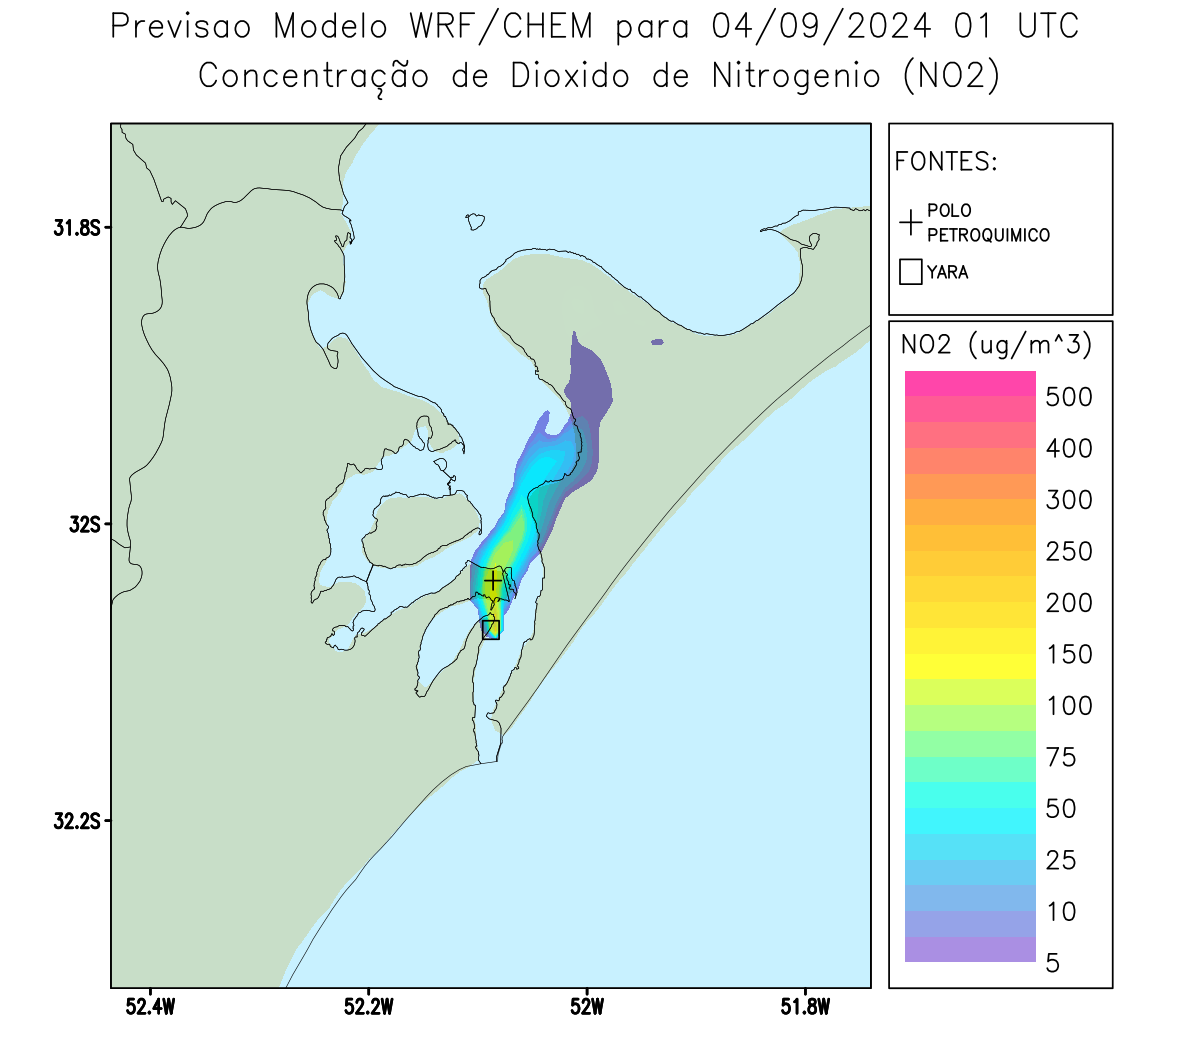 Previsao Modelo WRF/CHEM para 04/09/2024 01 UTC
Concentração de Dioxido de Nitrogenio (NO2)
FONTES:
POLO
PETROQUIMICO
YARA
NO2 (ug/m^3)
500
400
300
250
200
150
100
75
50
25
10
5
31.8S
32S
32.2S
52.4W
52.2W
52W
51.8W